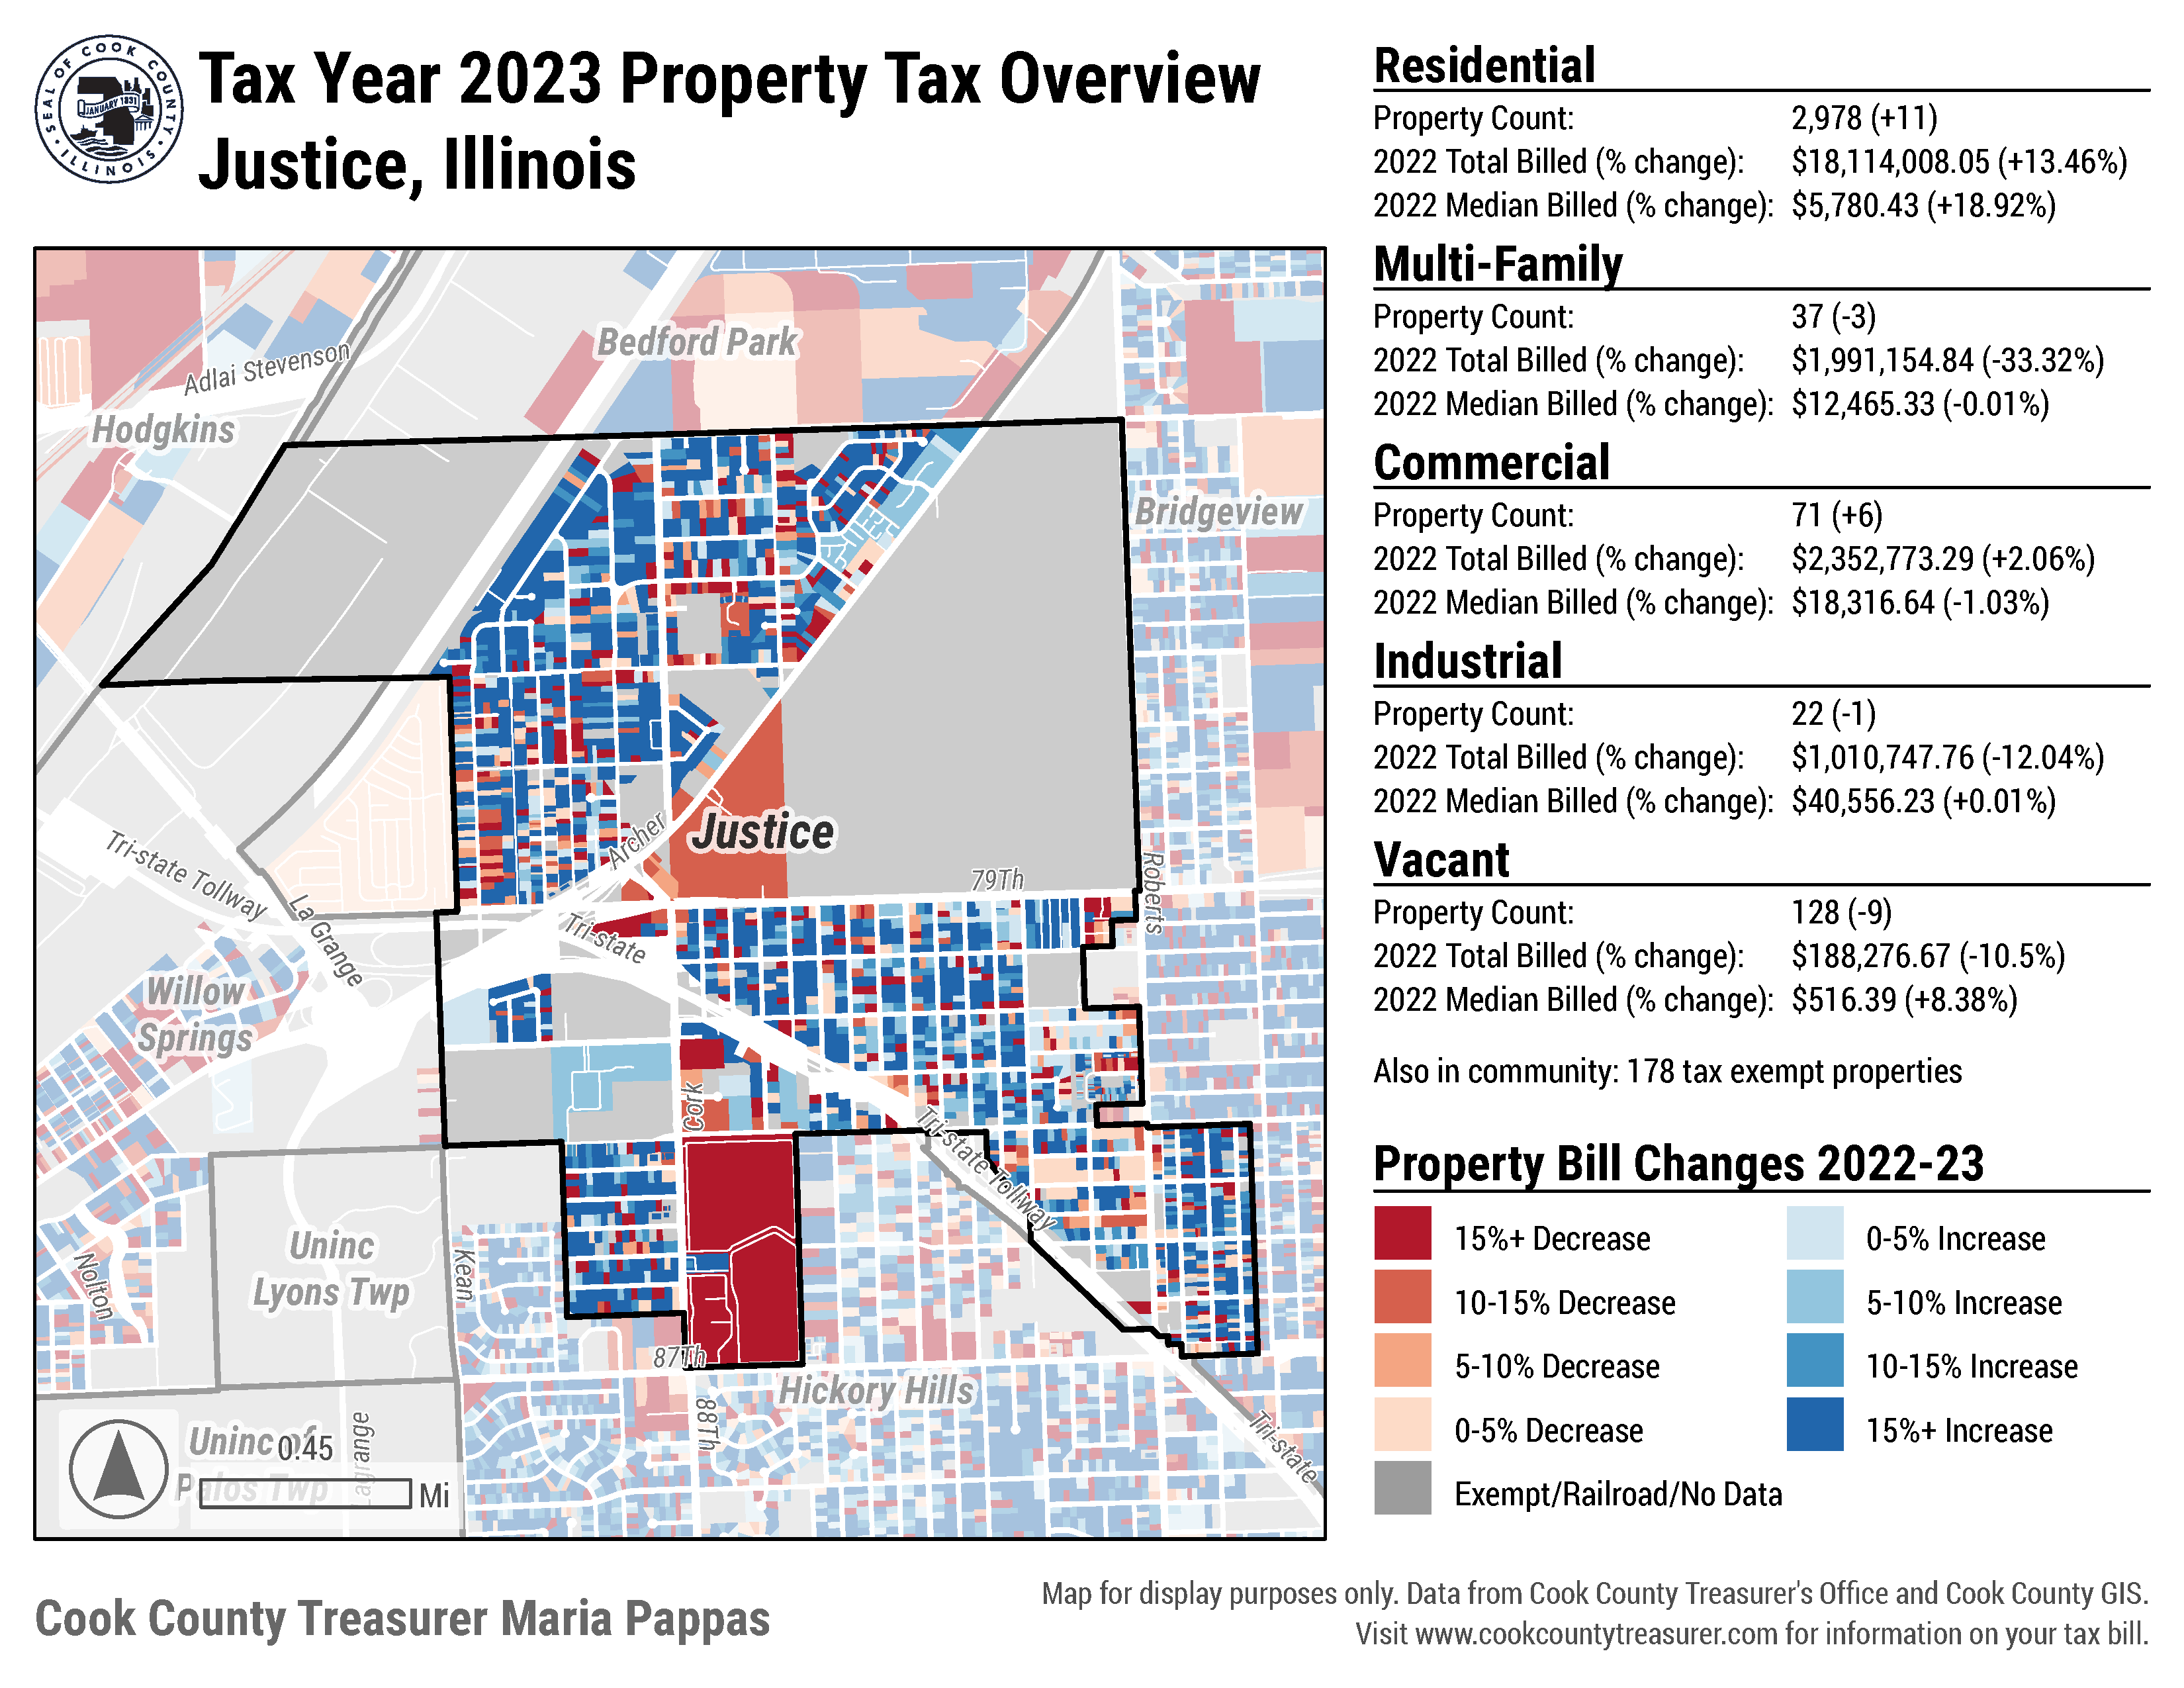 SEAL OF COOK COUNTY
ILLINOIS
JANUARY 1831
Tax Year 2023 Property Tax Overview
Justice, Illinois
Residential
Property Count: 2,978 (+11)
2022 Total Billed (% change): $18,114,008.05 (+13.46%)
2022 Median Billed (% change): $5,780.43 (+18.92%)
Multi-Family
Property Count: 37 (-3)
2022 Total Billed (% change): $1,991,154.84 (-33.32%)
2022 Median Billed (% change): $12,465.33 (-0.01%)
Commercial
Property Count: 71 (+6)
2022 Total Billed (% change): $2,352,773.29 (+2.06%)
2022 Median Billed (% change): $18,316.64 (-1.03%)
Industrial
Property Count: 22 (-1)
2022 Total Billed (% change): $1,010,747.76 (-12.04%)
2022 Median Billed (% change): $40,556.23 (+0.01%)
Vacant
Property Count: 128 (-9)
2022 Total Billed (% change): $188,276.67 (-10.5%)
2022 Median Billed (% change): $516.39 (+8.38%)
Also in community: 178 tax exempt properties
Property Bill Changes 2022-23
15%+ Decrease
10-15% Decrease
5-10% Decrease
0-5% Decrease
Exempt/Railroad/No Data
0-5% Increase
5-10% Increase
10-15% Increase
15%+ Increase
Bedford Park
Adlai Stevenson
Hodgkins
Bridgeview
Justice
Archer
Tri-state Tollway
La Grange
79Th
Roberts
Tri-state
Willow
Springs
Cork
Tri-state Tollway
Uninc
Lyons Twp
Nolton
Kean
87Th
Hickory Hills
88Th
Tri-state
Lagrange
Uninc of
Palos Twp
0.45
Mi
Cook County Treasurer Maria Pappas
Map for display purposes only. Data from Cook County Treasurer's Office and Cook County GIS.
Visit www.cookcountytreasurer.com for information on your tax bill.